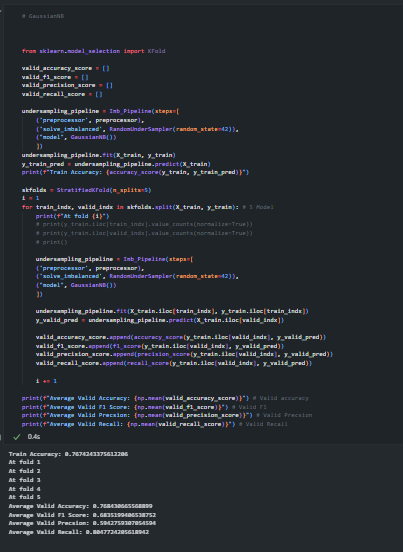 # GaussianNB
from sklearn.model_selection import KFold
valid_accuracy_score = []
valid_f1_score = []
valid_precision_score = []
valid_recall_score = []
undersampling_pipeline = Imb_Pipeline(steps=[
("preprocessor", preprocessor),
("solve_imbalanced", RandomUnderSampler(random_state=42)),
("model", GaussianNB())
])
undersampling_pipeline.fit(X_train, y_train)
y_train_pred = undersampling_pipeline.predict(X_train)
print(f"Train Accuracy: {accuracy_score(y_train, y_train_pred)}")
skfolds = StratifiedKFold(n_splits=5)
i = 1
for train_indx, valid_indx in skfolds.split(X_train, y_train): # 5 Model
print(f"At fold {i}")
# print(y_train.iloc[train_indx].value_counts(normalize=True))
# print(y_train.iloc[valid_indx].value_counts(normalize=True))
# print()
undersampling_pipeline = Imb_Pipeline(steps=[
("preprocessor", preprocessor),
("solve_imbalanced", RandomUnderSampler(random_state=42)),
("model", GaussianNB())
])
undersampling_pipeline.fit(X_train.iloc[train_indx], y_train.iloc[train_indx])
y_valid_pred = undersampling_pipeline.predict(X_train.iloc[valid_indx])
valid_accuracy_score.append(accuracy_score(y_train.iloc[valid_indx], y_valid_pred))
valid_f1_score.append(f1_score(y_train.iloc[valid_indx], y_valid_pred))
valid_precision_score.append(precision_score(y_train.iloc[valid_indx], y_valid_pred))
valid_recall_score.append(recall_score(y_train.iloc[valid_indx], y_valid_pred))
i += 1
print(f"Average Valid Accuracy: {np.mean(valid_accuracy_score)}") # Valid accuracy
print(f"Average Valid F1 Score: {np.mean(valid_f1_score)}") # Valid F1
print(f"Average Valid Precsion: {np.mean(valid_precision_score)}") # Valid Precsion
print(f"Average Valid Recall: {np.mean(valid_recall_score)}") # Valid Recall
0.4s
Train Accuracy: 0.7674243375612206
At fold 1
At fold 2
At fold 3
At fold 4
At fold 5
Average Valid Accuracy: 0.768430565568899
Average Valid F1 Score: 0.6835199406538752
Average Valid Precsion: 0.5942759307054594
Average Valid Recall: 0.8047724205618942